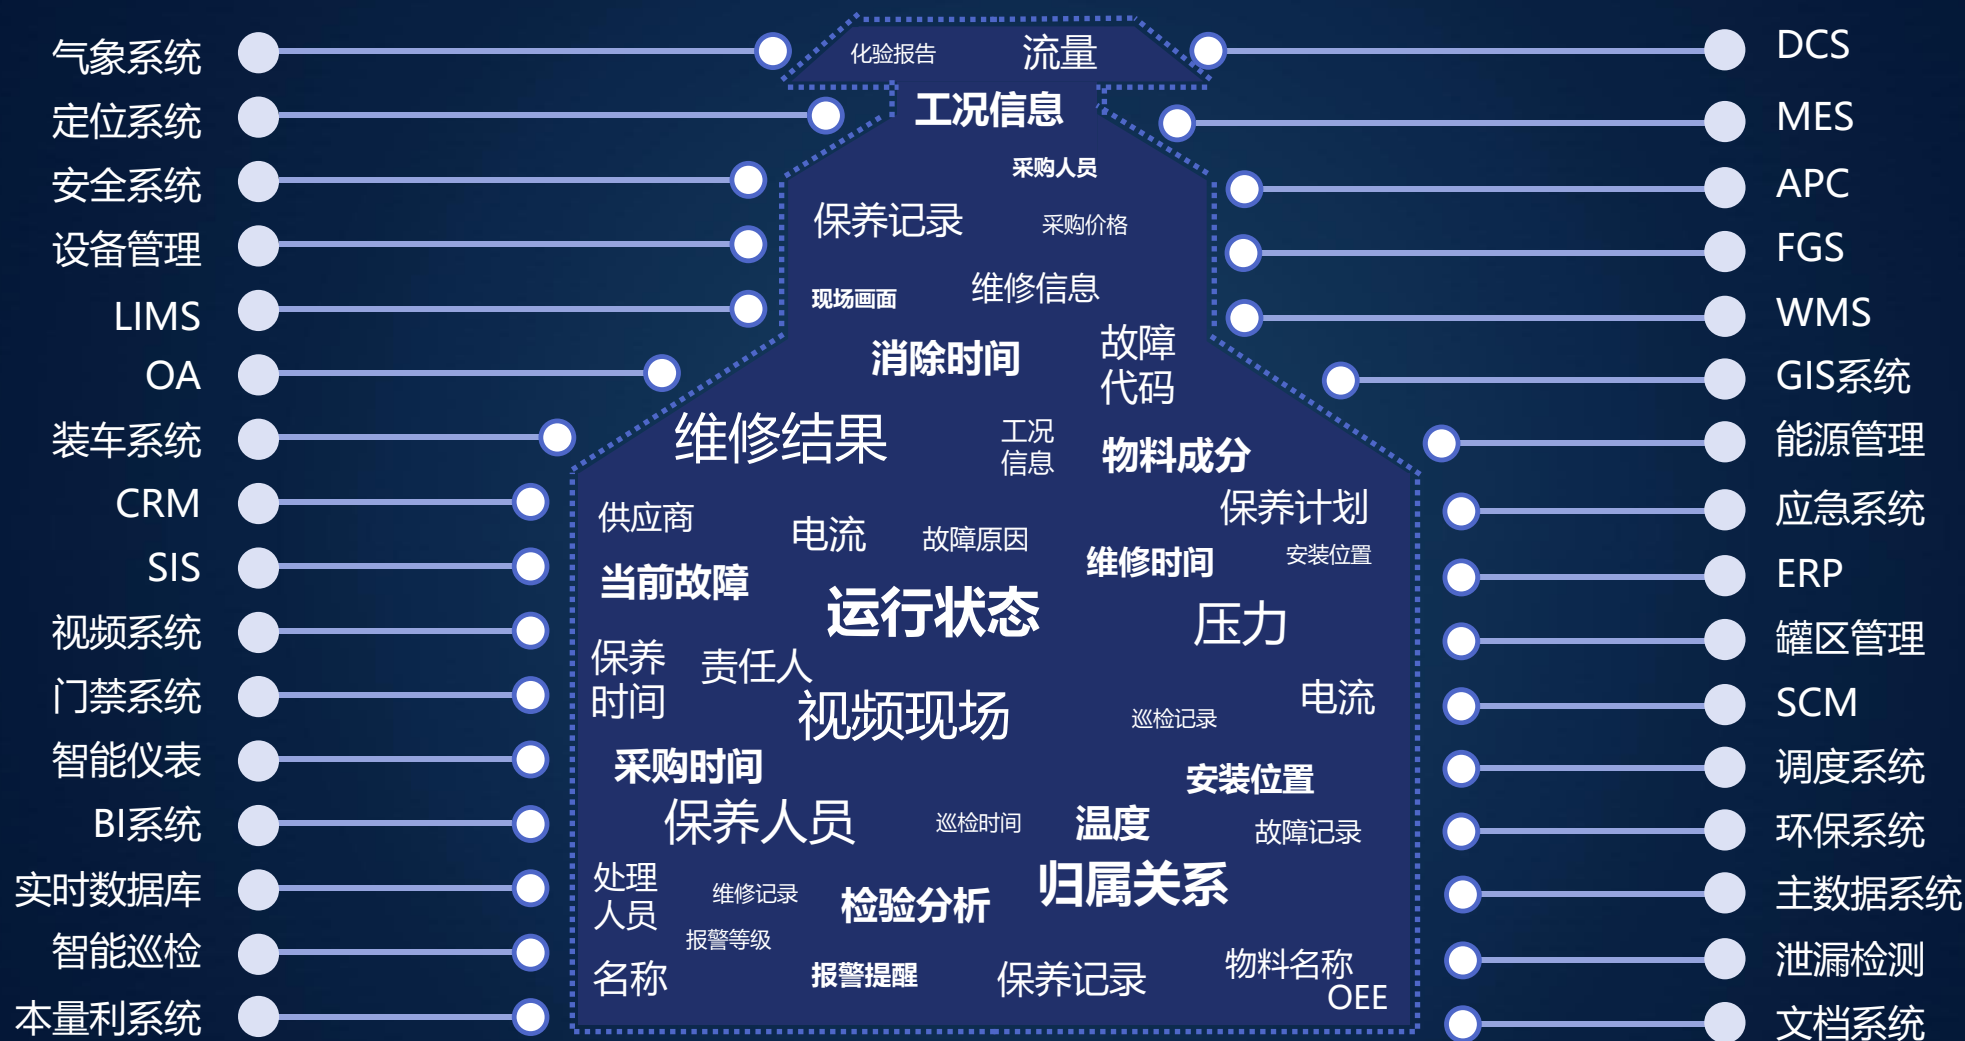 气象系统
定位系统
安全系统
设备管理
LIMS
OA
装车系统
CRM
SIS
视频系统
门禁系统
智能仪表
BI系统
实时数据库
智能巡检
本量利系统
化验报告
流量
工况信息
采购人员
保养记录
采购价格
维修信息
现场画面
消除时间
故障
代码
维修结果
工况
信息
物料成分
供应商
电流
故障原因
保养计划
安装位置
维修时间
当前故障
运行状态
压力
保养
时间
责任人
视频现场
巡检记录
电流
采购时间
安装位置
保养人员
巡检时间
温度
故障记录
处理
人员
维修记录
检验分析
归属关系
报警等级
名称
报警提醒
保养记录
物料名称
OEE
DCS
MES
APC
FGS
WMS
GIS系统
能源管理
应急系统
ERP
罐区管理
SCM
调度系统
环保系统
主数据系统
泄漏检测
文档系统